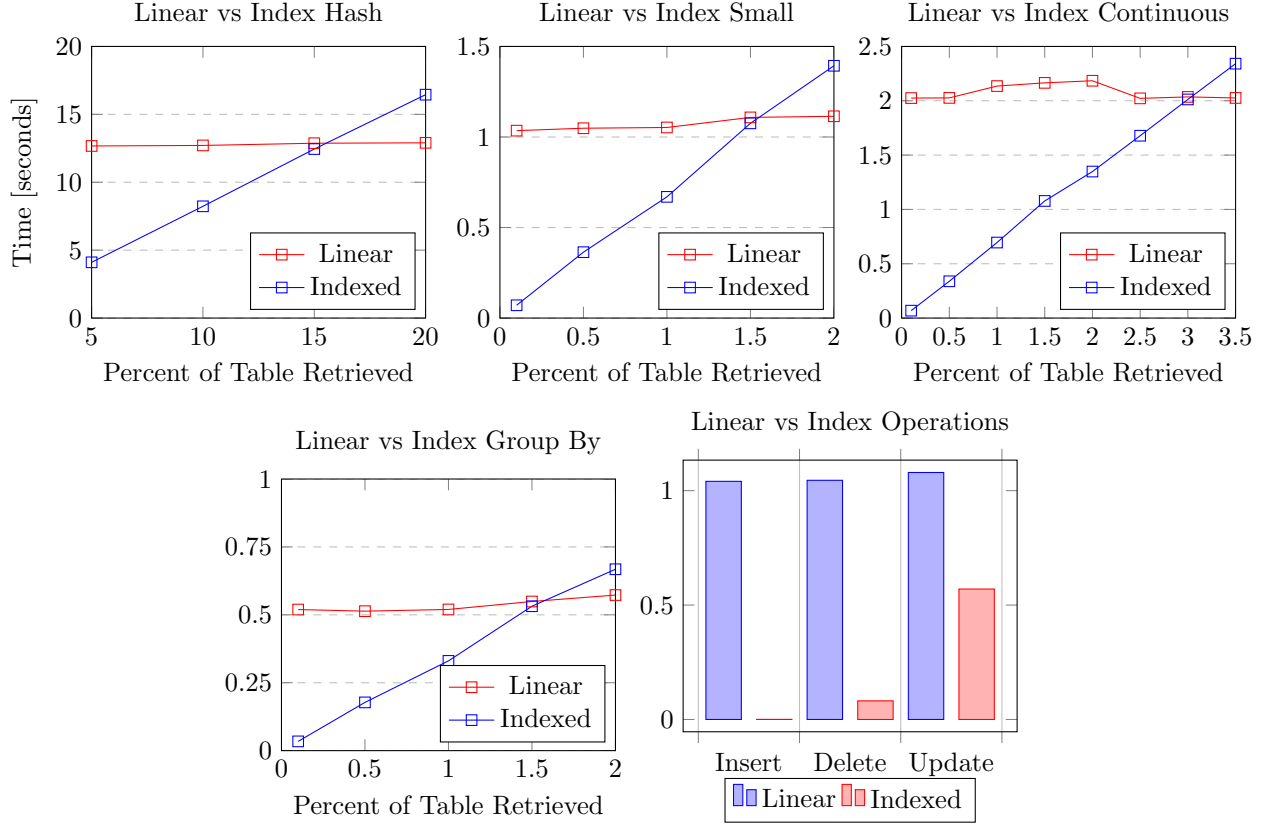 Linear vs Index Hash
20
15
10
5
0
5 10 15 20
Time [seconds]
Percent of Table Retrieved
Linear
Indexed
Linear vs Index Small
1.5
1
0.5
0
0 0.5 1 1.5 2
Percent of Table Retrieved
Linear
Indexed
Linear vs Index Continuous
2.5
2
1.5
1
0.5
0
0 0.5 1 1.5 2 2.5 3 3.5
Percent of Table Retrieved
Linear
Indexed
Linear vs Index Group By
1
0.75
0.5
0.25
0
0 0.5 1 1.5 2
Percent of Table Retrieved
Linear
Indexed
Linear vs Index Operations
1
0.5
0
Insert Delete Update
Linear Indexed